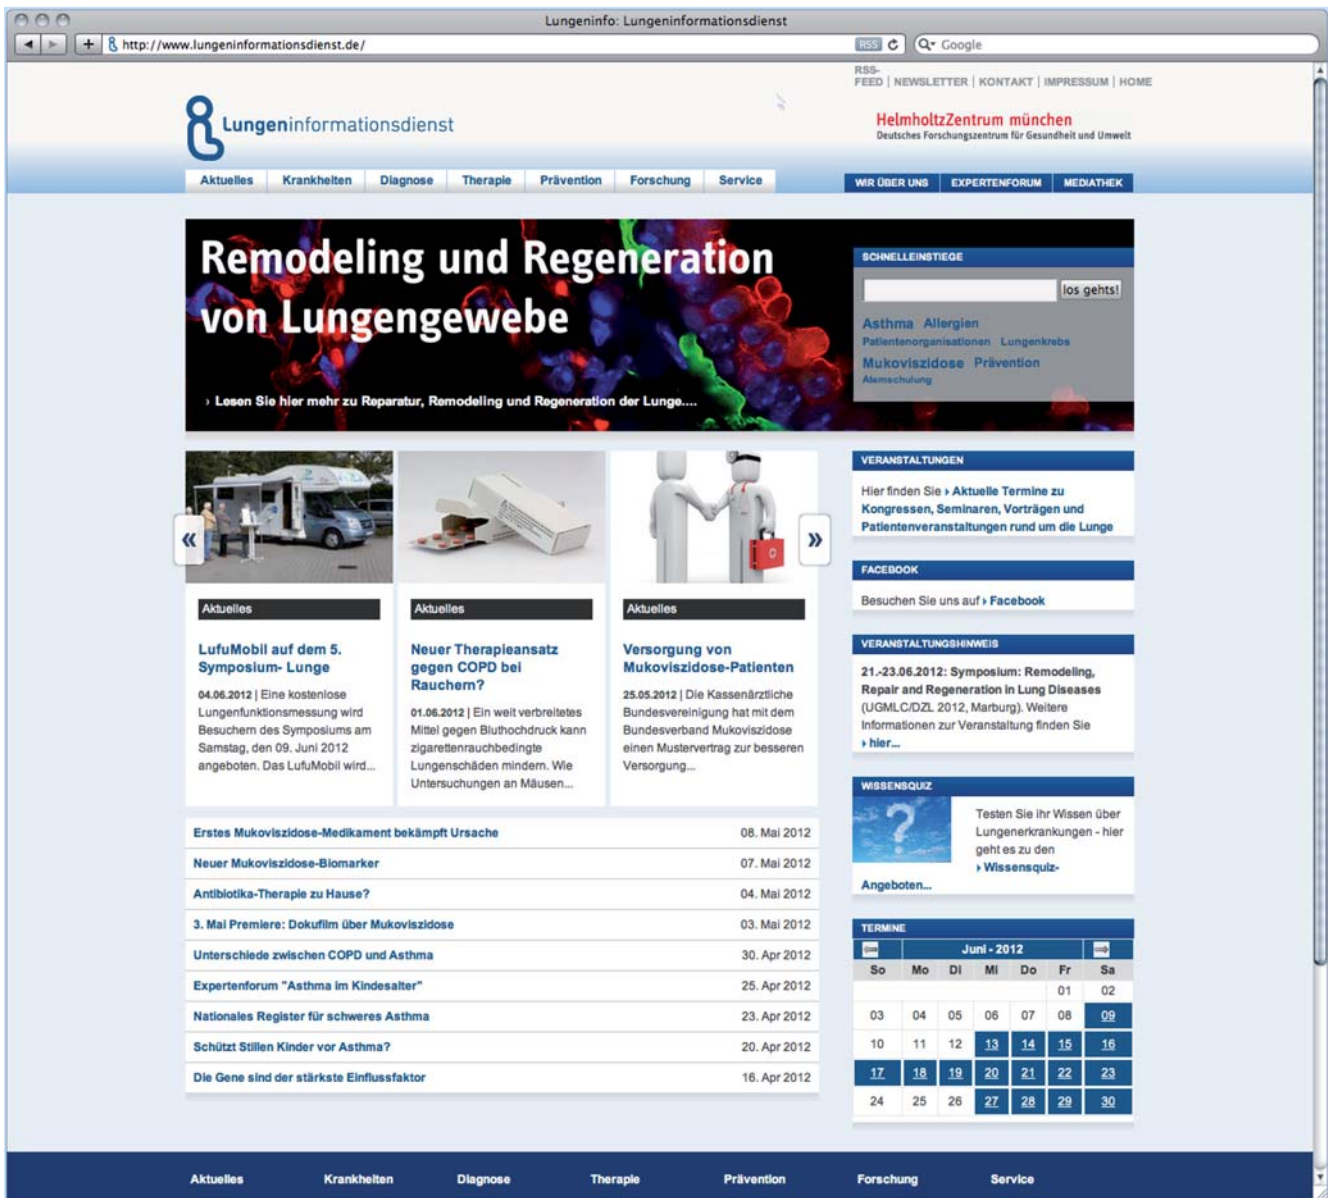 Lungeninfo: Lungeninformationsdienst
http://www.lungeninformationsdienst.de/
RSS
Google
RSS-
FEED | NEWSLETTER | KONTAKT | IMPRESSUM | HOME
Lungeninformationsdienst
HelmholtzZentrum münchen
Deutsches Forschungszentrum für Gesundheit und Umwelt
Aktuelles Krankheiten Diagnose Therapie Prävention Forschung Service
WIR ÜBER UNS EXPERTENFORUM MEDIATHEK
Remodeling und Regeneration
von Lungengewebe
› Lesen Sie hier mehr zu Reparatur, Remodeling und Regeneration der Lunge....
SCHNELLEINSTIEGE
los gehts!
Asthma Allergien
Patientenorganisationen Lungenkrebs
Mukoviszidose Prävention
Atemschulung
«
»
Aktuelles
LufuMobil auf dem 5.
Symposium- Lunge
04.06.2012 | Eine kostenlose
Lungenfunktionsmessung wird
Besuchern des Symposiums am
Samstag, den 09. Juni 2012
angeboten. Das LufuMobil wird...
Aktuelles
Neuer Therapieansatz
gegen COPD bei
Rauchern?
01.06.2012 | Ein weit verbreitetes
Mittel gegen Bluthochdruck kann
zigarettenrauchbedingte
Lungenschäden mindern. Wie
Untersuchungen an Mäusen...
Aktuelles
Versorgung von
Mukoviszidose-Patienten
25.05.2012 | Die Kassenärztliche
Bundesvereinigung hat mit dem
Bundesverband Mukoviszidose
einen Mustervertrag zur besseren
Versorgung...
Erstes Mukoviszidose-Medikament bekämpft Ursache 08. Mai 2012
Neuer Mukoviszidose-Biomarker 07. Mai 2012
Antibiotika-Therapie zu Hause? 04. Mai 2012
3. Mai Premiere: Dokufilm über Mukoviszidose 03. Mai 2012
Unterschiede zwischen COPD und Asthma 30. Apr 2012
Expertenforum "Asthma im Kindesalter" 25. Apr 2012
Nationales Register für schweres Asthma 23. Apr 2012
Schützt Stillen Kinder vor Asthma? 20. Apr 2012
Die Gene sind der stärkste Einflussfaktor 16. Apr 2012
VERANSTALTUNGEN
Hier finden Sie › Aktuelle Termine zu
Kongressen, Seminaren, Vorträgen und
Patientenveranstaltungen rund um die Lunge
FACEBOOK
Besuchen Sie uns auf › Facebook
VERANSTALTUNGSHINWEIS
21.-23.06.2012: Symposium: Remodeling,
Repair and Regeneration in Lung Diseases
(UGMLC/DZL 2012, Marburg). Weitere
Informationen zur Veranstaltung finden Sie
› hier...
WISSENSQUIZ
?
Testen Sie ihr Wissen über
Lungenerkrankungen - hier
geht es zu den
› Wissensquiz-
Angeboten...
TERMINE
Juni - 2012
So Mo Di Mi Do Fr Sa
01 02
03 04 05 06 07 08 09
10 11 12 13 14 15 16
17 18 19 20 21 22 23
24 25 26 27 28 29 30
Aktuelles Krankheiten Diagnose Therapie Prävention Forschung Service